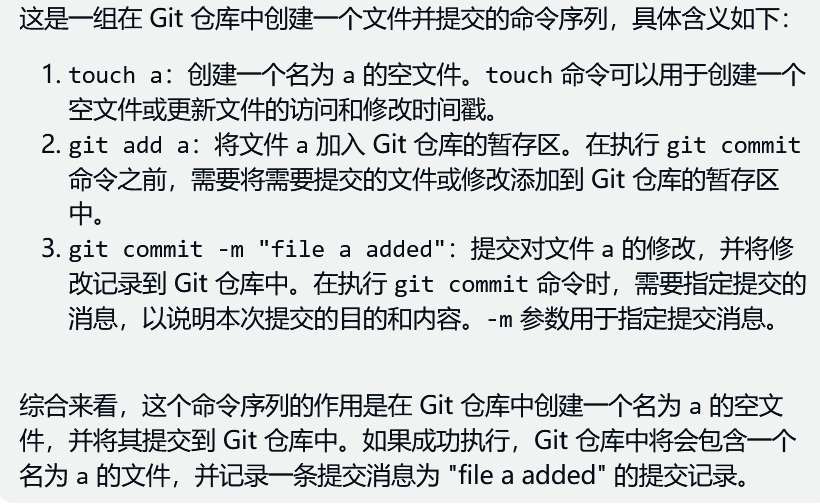 这是一组在 Git 仓库中创建一个文件并提交的命令序列，具体含义如下：
1. touch a：创建一个名为 a 的空文件。touch 命令可以用于创建一个
空文件或更新文件的访问和修改时间戳。
2. git add a：将文件 a 加入 Git 仓库的暂存区。在执行 git commit
命令之前，需要将需要提交的文件或修改添加到 Git 仓库的暂存区
中。
3. git commit -m "file a added"：提交对文件 a 的修改，并将修
改记录到 Git 仓库中。在执行 git commit 命令时，需要指定提交的
消息，以说明本次提交的目的和内容。-m 参数用于指定提交消息。
综合来看，这个命令序列的作用是在 Git 仓库中创建一个名为 a 的空文
件，并将其提交到 Git 仓库中。如果成功执行，Git 仓库中将会包含一个
名为 a 的文件，并记录一条提交消息为 "file a added" 的提交记录。